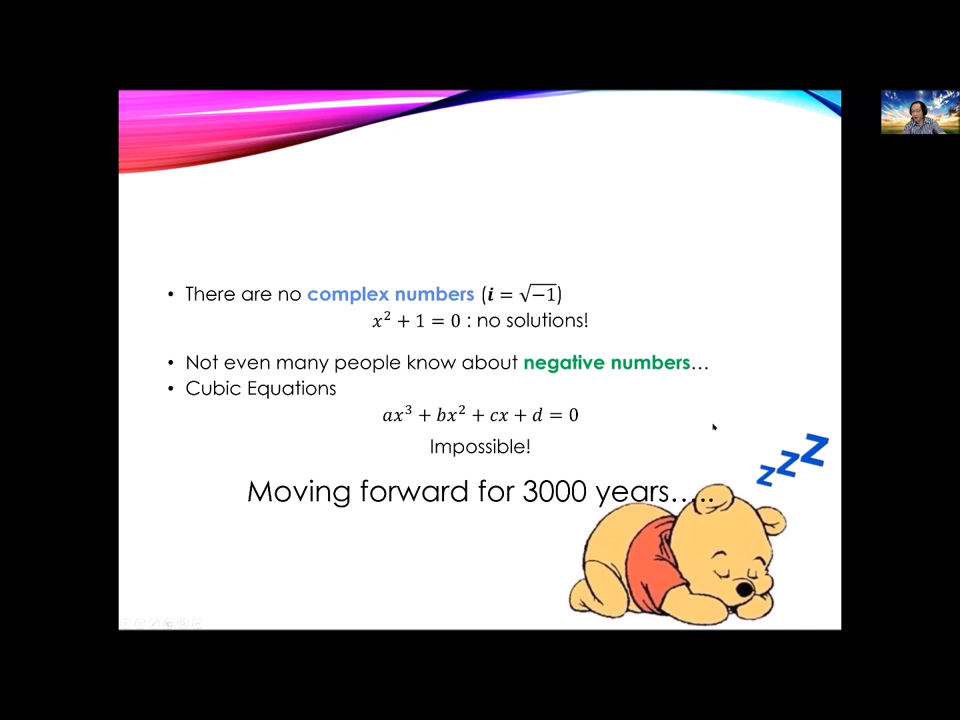 • There are no complex numbers (𝒊 = √−1)
x² + 1 = 0 : no solutions!
• Not even many people know about negative numbers…
• Cubic Equations
ax³ + bx² + cx + d = 0
Impossible!
Moving forward for 3000 years…..
z z Z